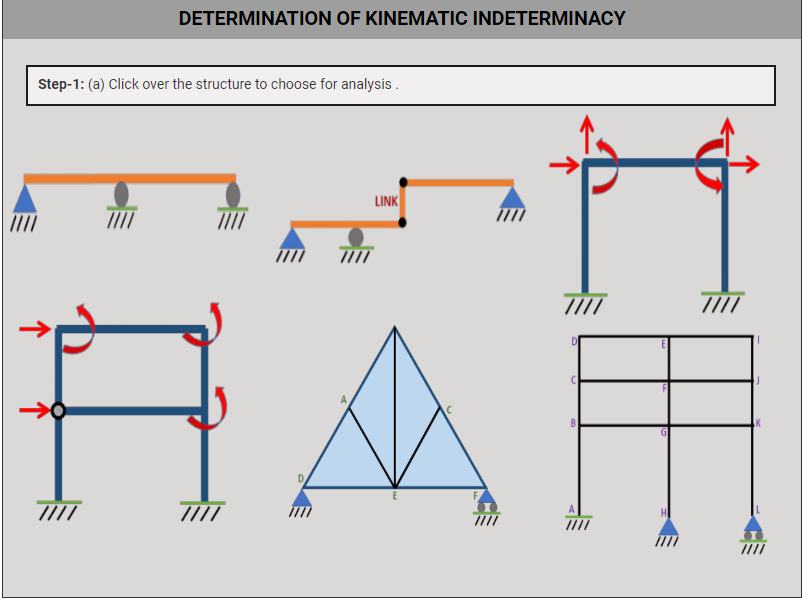 DETERMINATION OF KINEMATIC INDETERMINACY
Step-1: (a) Click over the structure to choose for analysis .
LINK
A
C
D
E
F
D
E
I
C
F
J
B
G
K
A
H
L